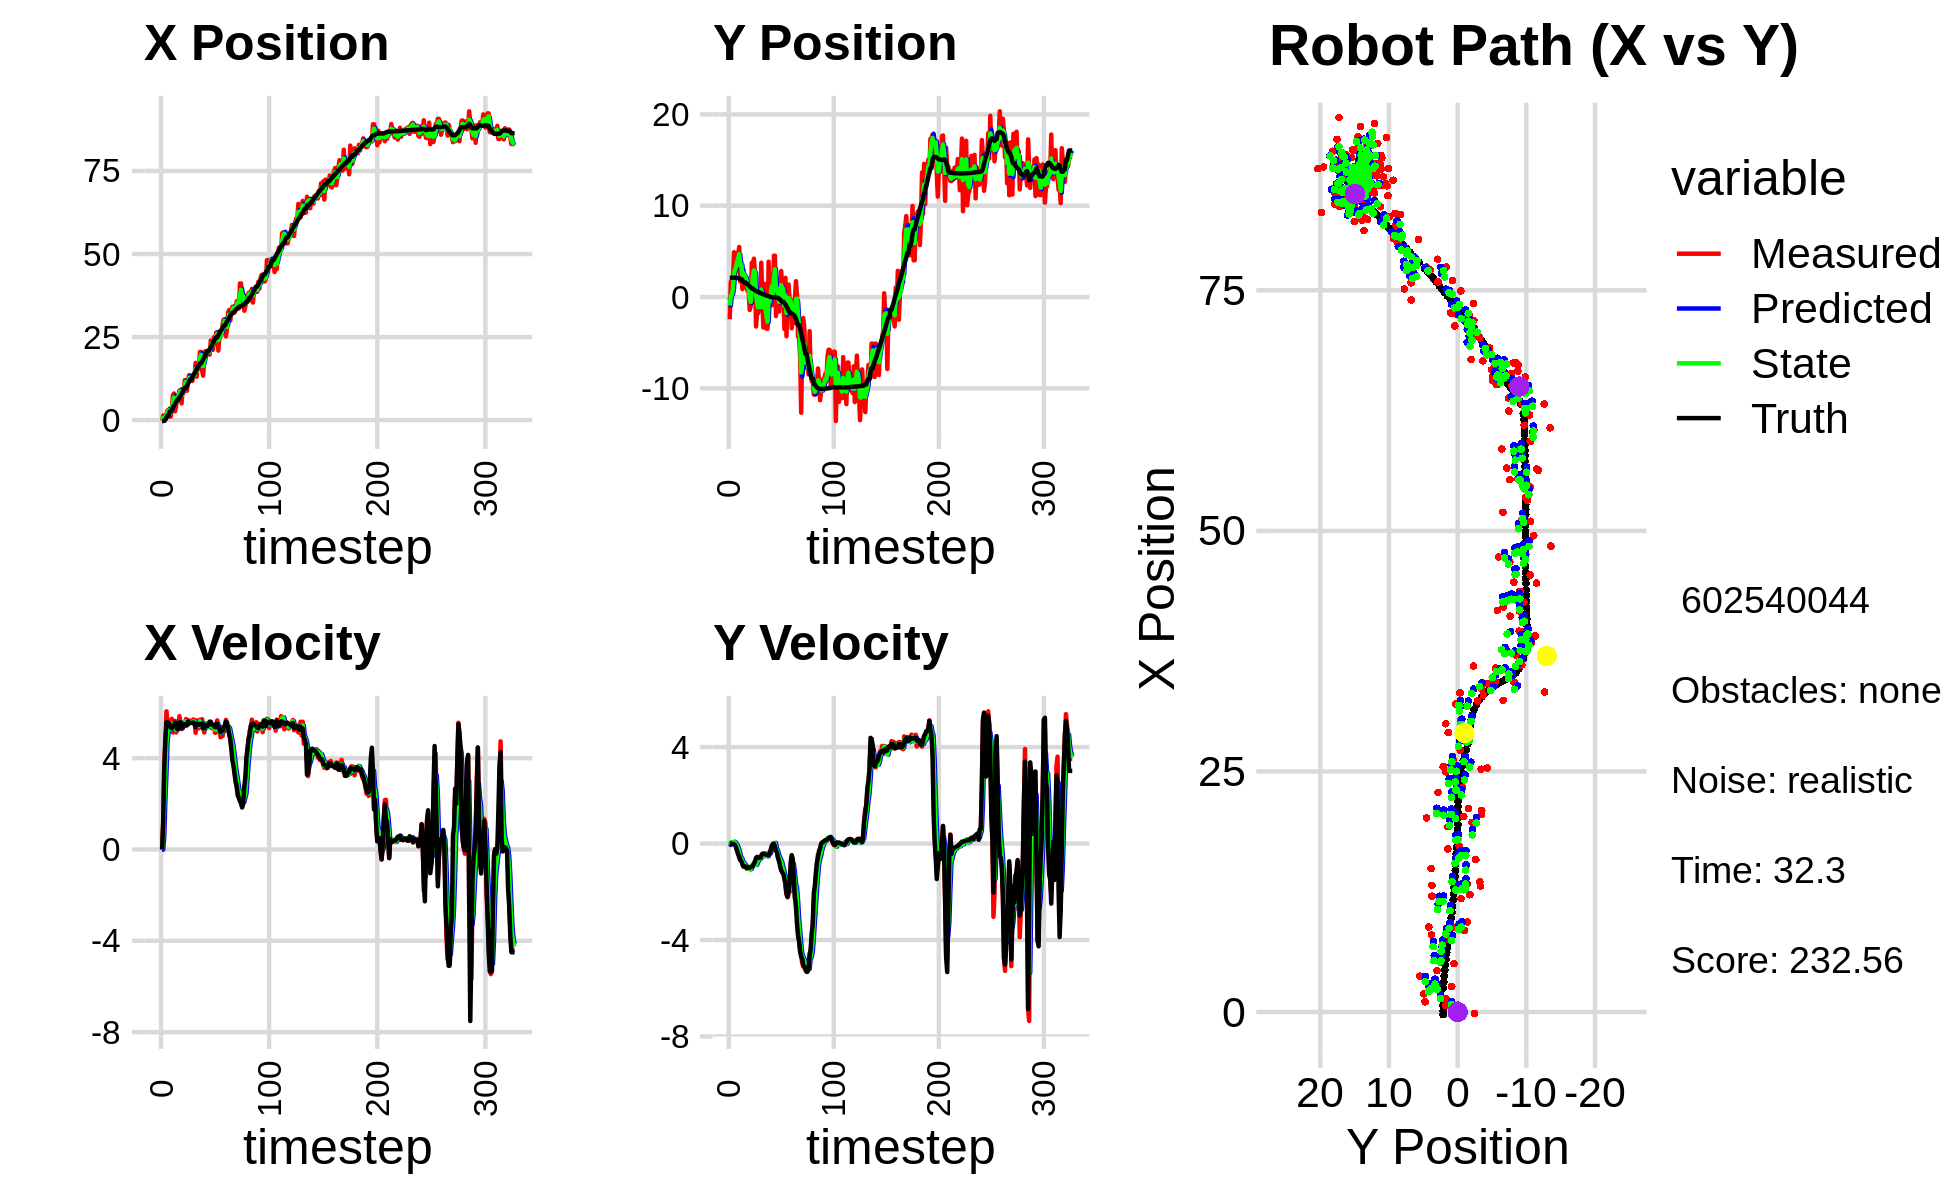 X Position
75
50
25
0
0
100
200
300
timestep
Y Position
20
10
0
-10
0
100
200
300
timestep
X Velocity
4
0
-4
-8
0
100
200
300
timestep
Y Velocity
4
0
-4
-8
0
100
200
300
timestep
Robot Path (X vs Y)
X Position
75
50
25
0
20 10 0 -10 -20
Y Position
variable
Measured
Predicted
State
Truth
602540044
Obstacles: none
Noise: realistic
Time: 32.3
Score: 232.56